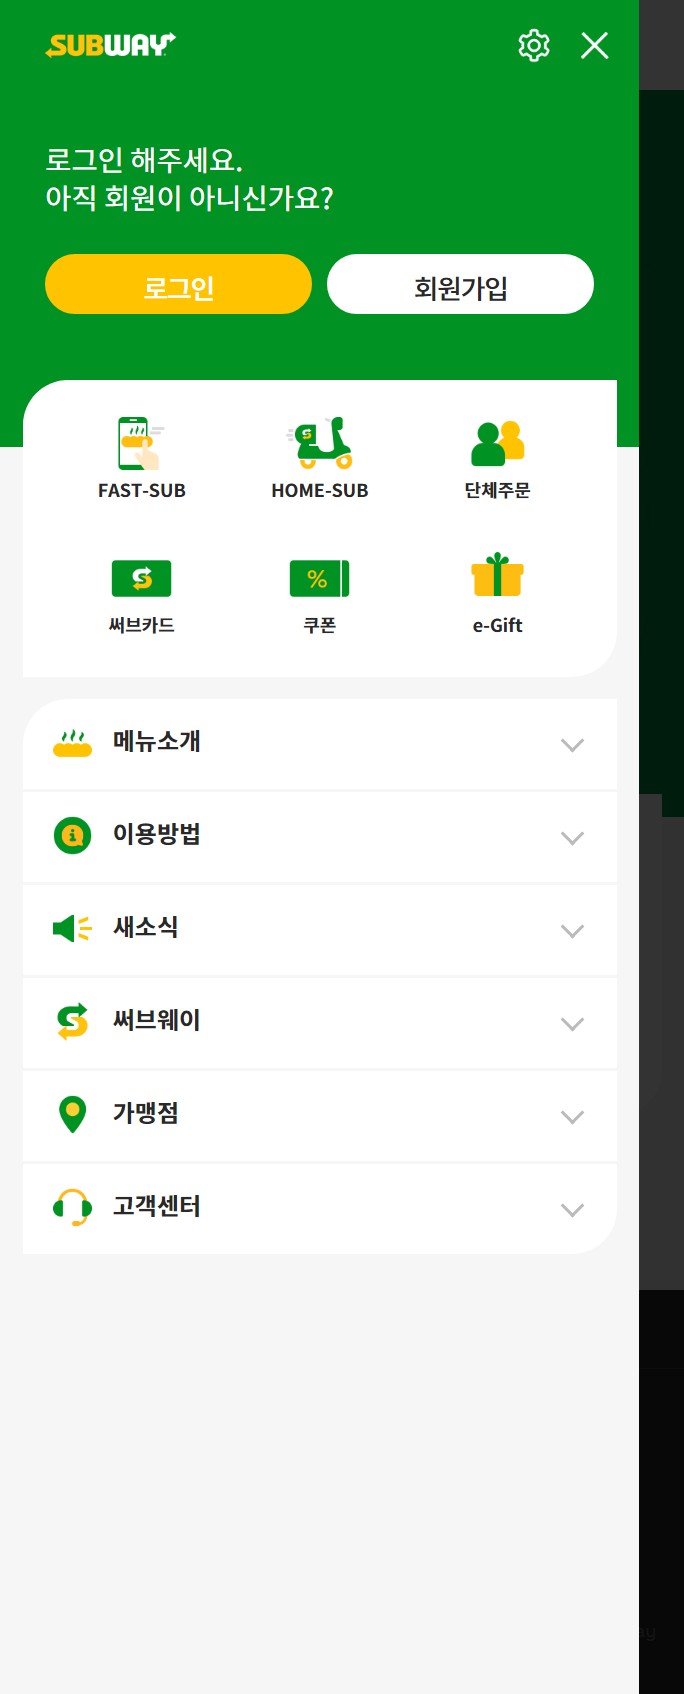 SUBWAY
로그인 해주세요.
아직 회원이 아니신가요?
로그인
회원가입
FAST-SUB
HOME-SUB
단체주문
써브카드
쿠폰
e-Gift
메뉴소개
이용방법
새소식
써브웨이
가맹점
고객센터